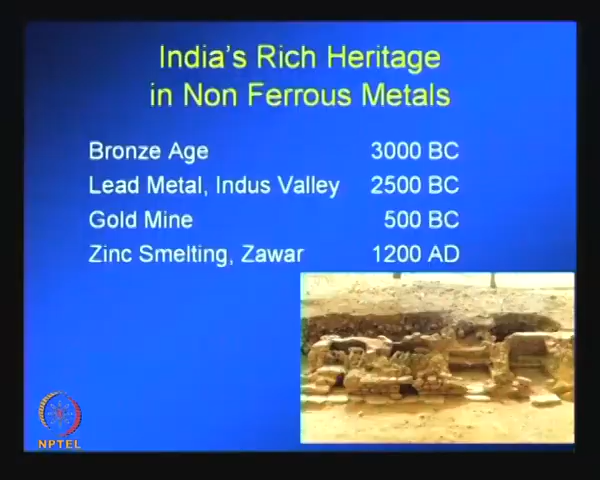 India's Rich Heritage
in Non Ferrous Metals
Bronze Age 3000 BC
Lead Metal, Indus Valley 2500 BC
Gold Mine 500 BC
Zinc Smelting, Zawar 1200 AD
NPTEL